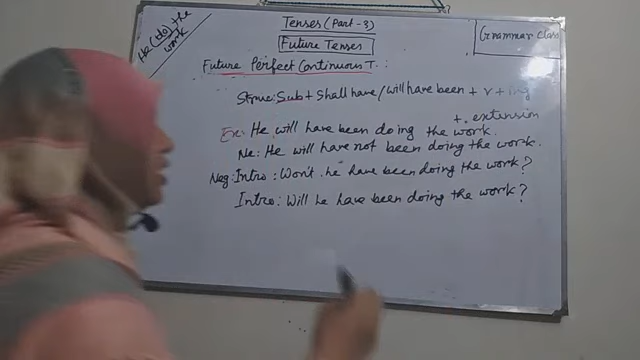 He (do) the
work
Tenses (Part-3)
Future Tenses
Grammar Class
Future Perfect Continuous T.:
Struc: Sub + Shall have / will have been + v + ing
+. extension
Ex: He will have been doing the work.
Ne: He will have not been doing the work.
Neg: Intro: Won't he have been doing the work?
Intro: Will he have been doing the work?